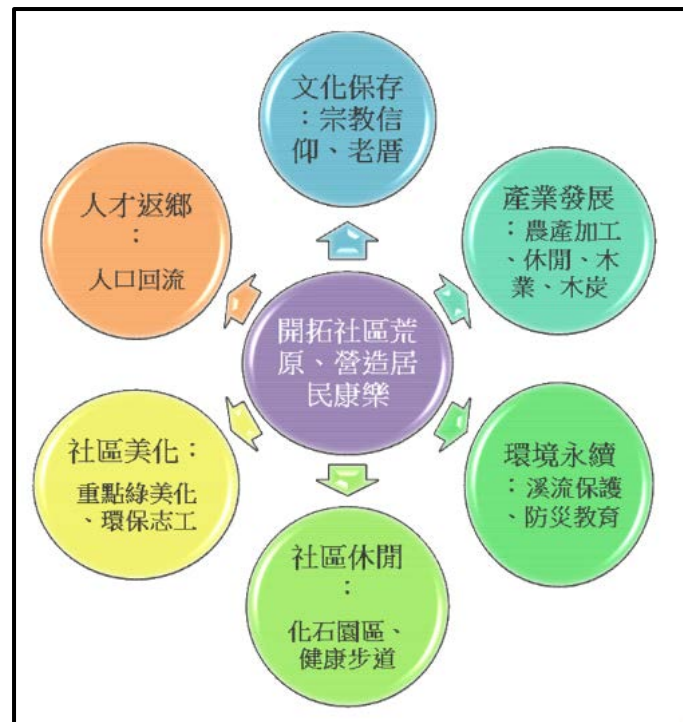 文化保存
：宗教信
仰、老厝
產業發展
：農產加工
、休閒、木
業、木炭
環境永續
：溪流保護
、防災教育
社區休閒
：
化石園區、
健康步道
社區美化：
重點綠美化
、環保志工
人才返鄉
：
人口回流
開拓社區荒
原、營造居
民康樂